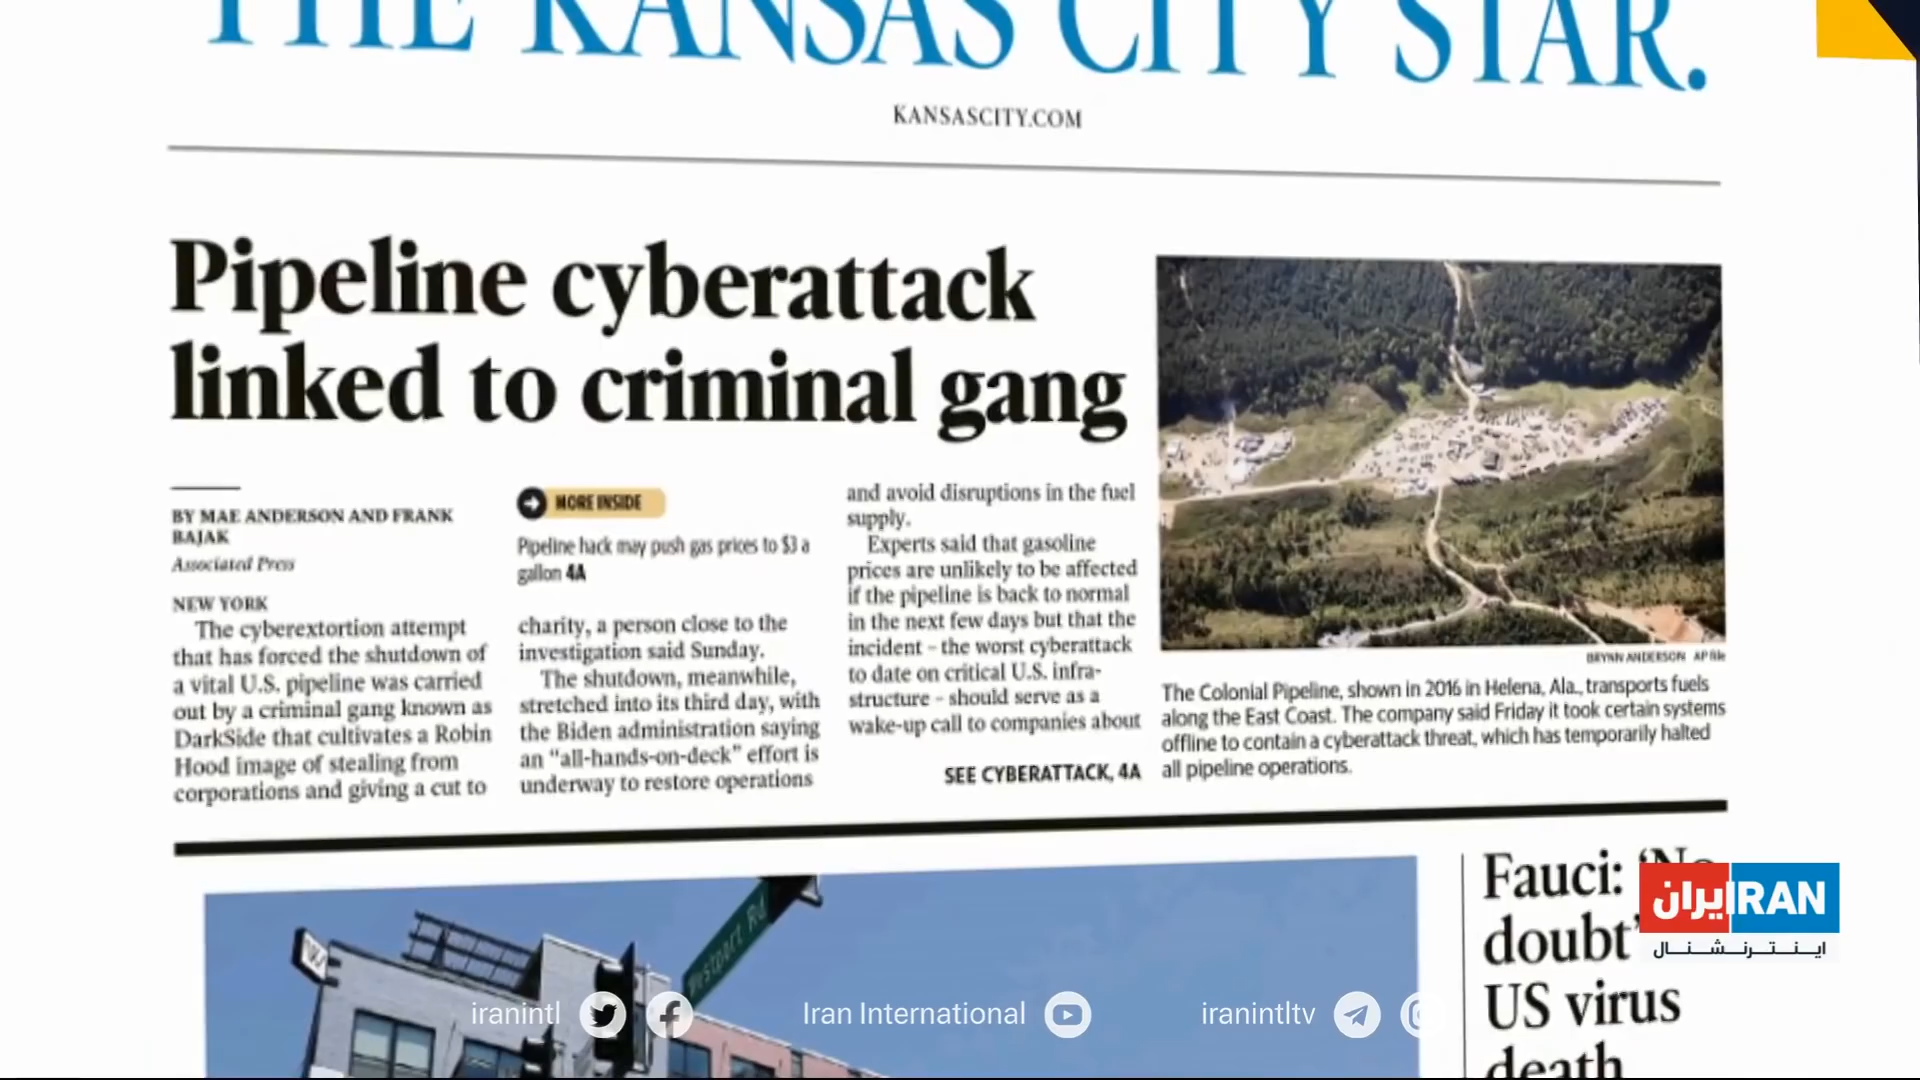 THE KANSAS CITY STAR.
KANSASCITY.COM
Pipeline cyberattack
linked to criminal gang
BY MAE ANDERSON AND FRANK
BAJAK
Associated Press
NEW YORK
The cyberextortion attempt
that has forced the shutdown of
a vital U.S. pipeline was carried
out by a criminal gang known as
DarkSide that cultivates a Robin
Hood image of stealing from
corporations and giving a cut to
MORE INSIDE
Pipeline hack may push gas prices to $3 a
gallon 4A
charity, a person close to the
investigation said Sunday.
The shutdown, meanwhile,
stretched into its third day, with
the Biden administration saying
an “all-hands-on-deck” effort is
underway to restore operations
and avoid disruptions in the fuel
supply.
Experts said that gasoline
prices are unlikely to be affected
if the pipeline is back to normal
in the next few days but that the
incident – the worst cyberattack
to date on critical U.S. infra-
structure – should serve as a
wake-up call to companies about
SEE CYBERATTACK, 4A
BRYNN ANDERSON AP file
The Colonial Pipeline, shown in 2016 in Helena, Ala., transports fuels
along the East Coast. The company said Friday it took certain systems
offline to contain a cyberattack threat, which has temporarily halted
all pipeline operations.
Westport Rd
Fauci: ‘No
doubt’
US virus
death
ایران IRAN
اینترنشنال
iranintl
Iran International
iranintltv